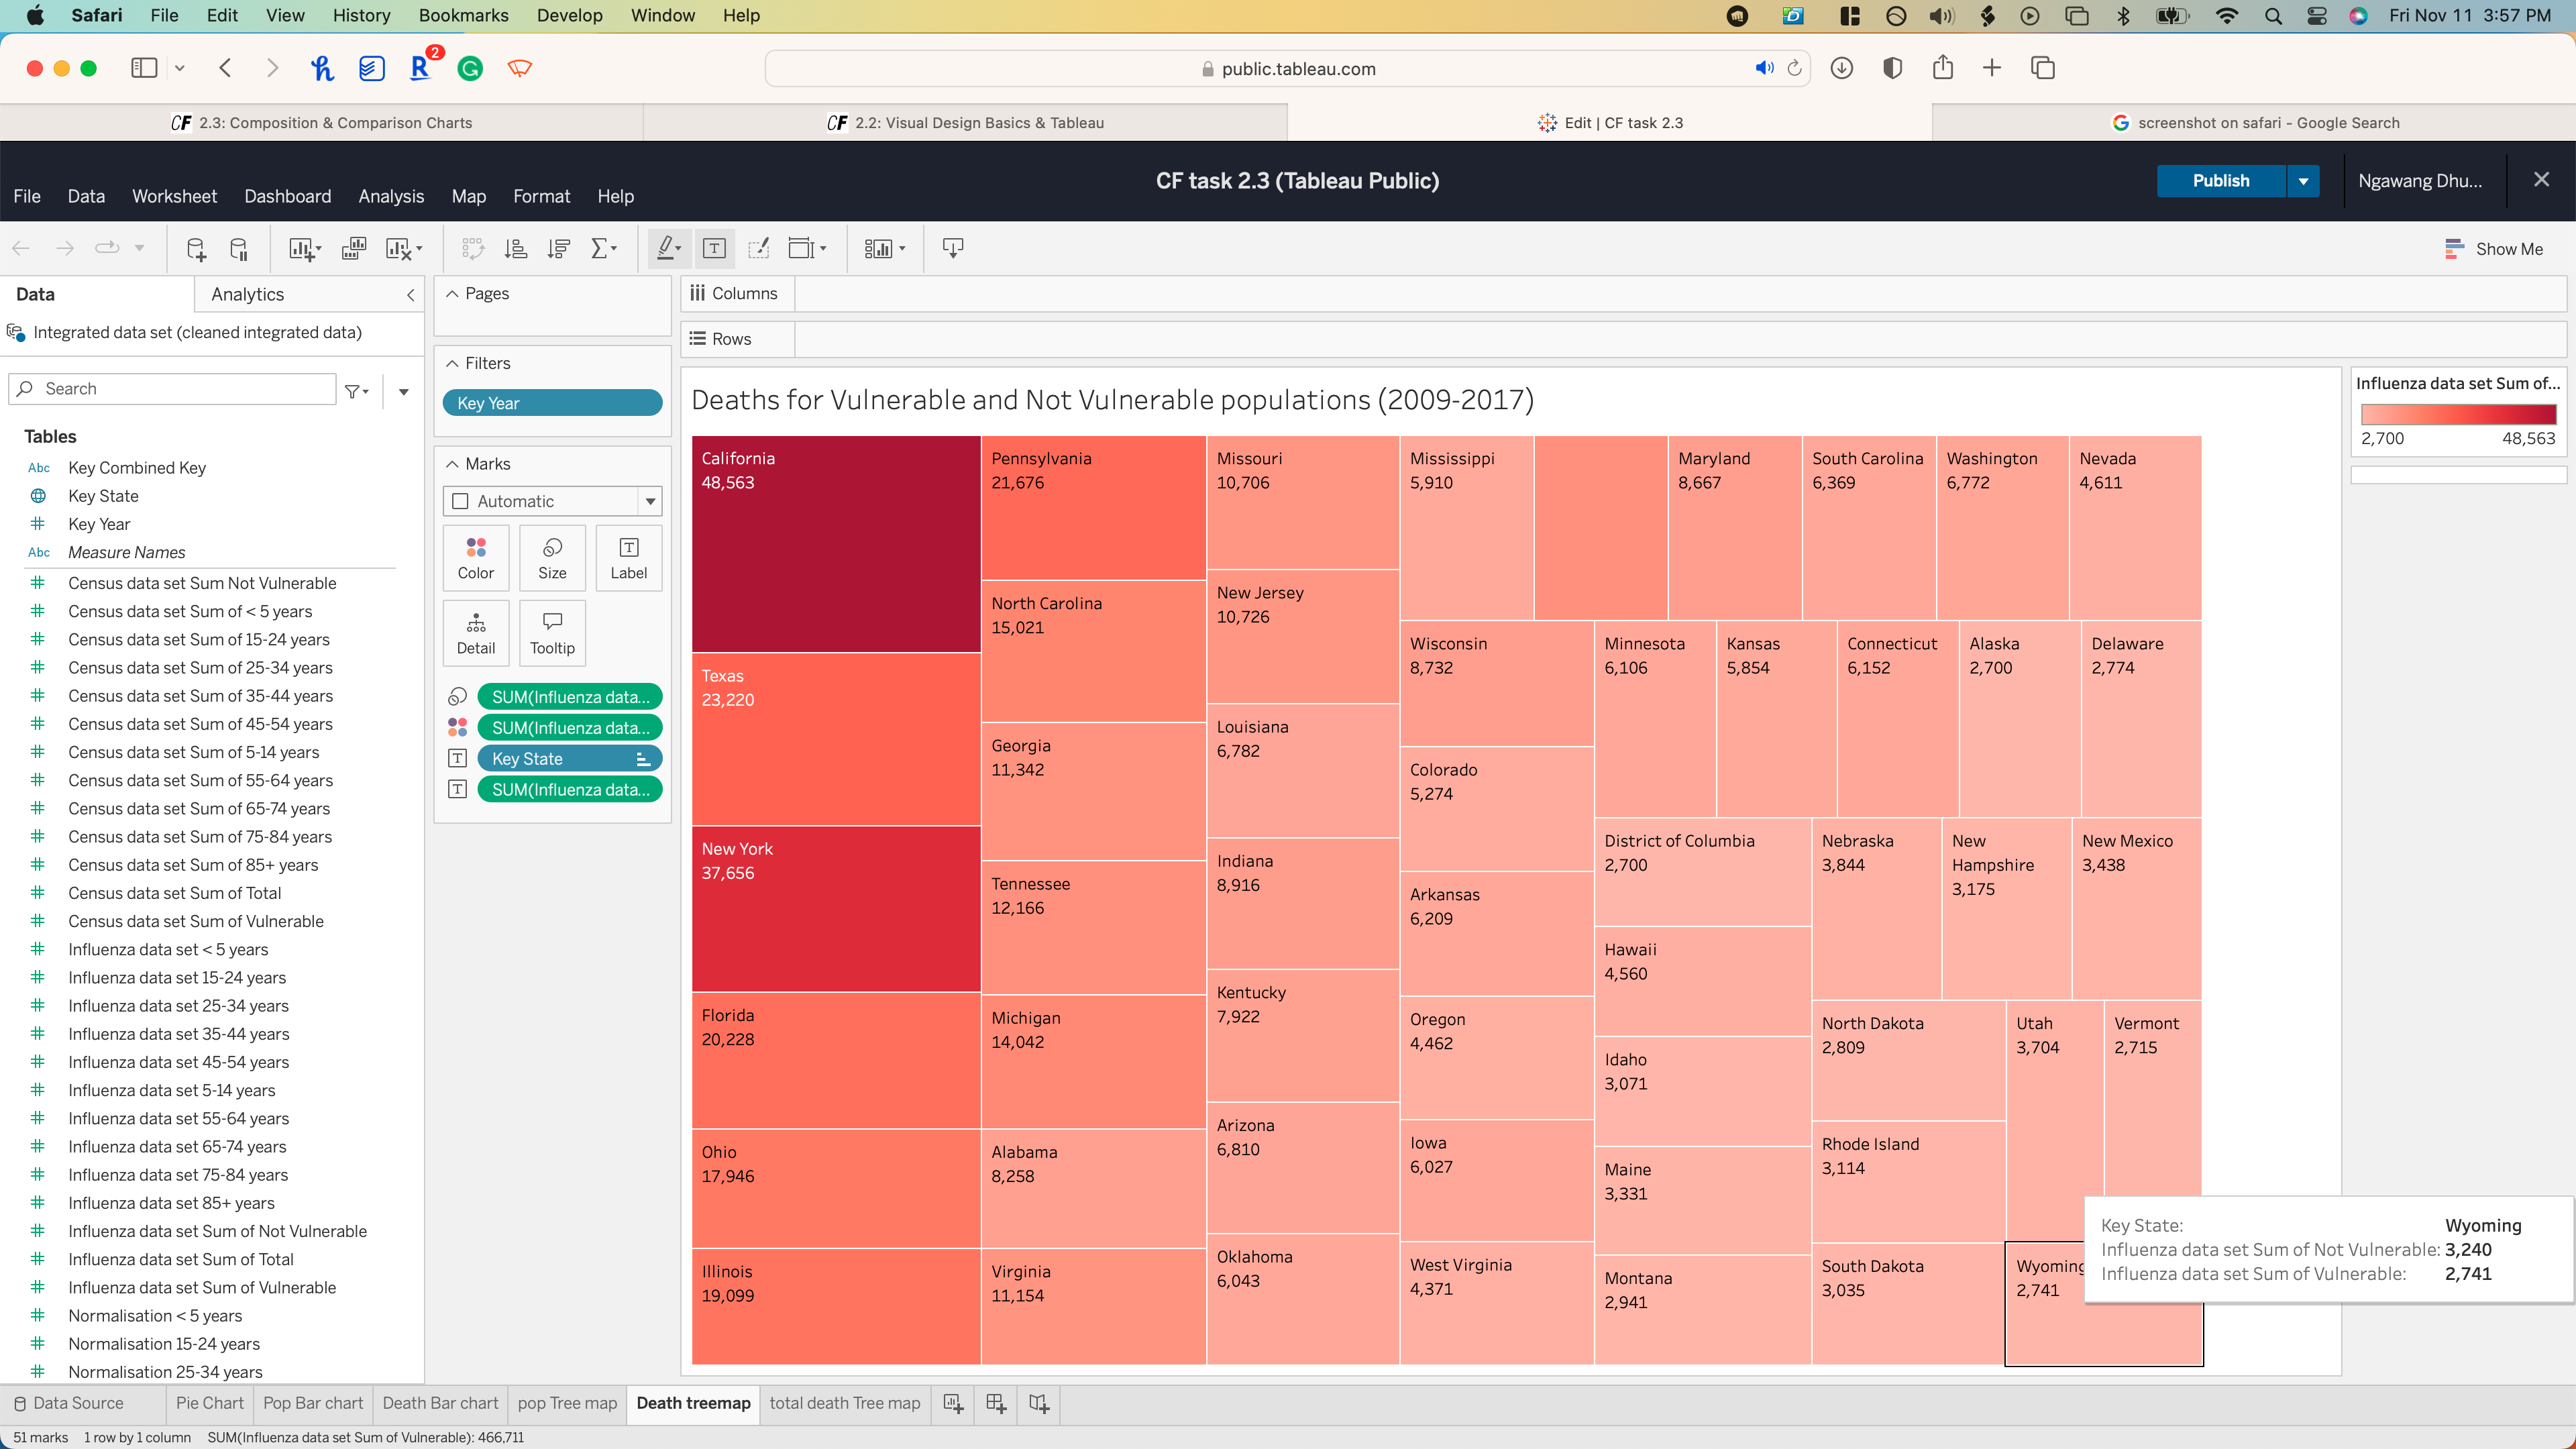 Safari File Edit View History Bookmarks Develop Window Help
Fri Nov 11 3:57 PM
2
public.tableau.com
CF 2.3: Composition & Comparison Charts
CF 2.2: Visual Design Basics & Tableau
Edit | CF task 2.3
screenshot on safari - Google Search
CF task 2.3 (Tableau Public)
Publish
Ngawang Dhu...
File Data Worksheet Dashboard Analysis Map Format Help
Show Me
Data
Analytics
Integrated data set (cleaned integrated data)
Search
Tables
Abc Key Combined Key
Key State
# Key Year
Abc Measure Names
# Census data set Sum Not Vulnerable
# Census data set Sum of < 5 years
# Census data set Sum of 15-24 years
# Census data set Sum of 25-34 years
# Census data set Sum of 35-44 years
# Census data set Sum of 45-54 years
# Census data set Sum of 5-14 years
# Census data set Sum of 55-64 years
# Census data set Sum of 65-74 years
# Census data set Sum of 75-84 years
# Census data set Sum of 85+ years
# Census data set Sum of Total
# Census data set Sum of Vulnerable
# Influenza data set < 5 years
# Influenza data set 15-24 years
# Influenza data set 25-34 years
# Influenza data set 35-44 years
# Influenza data set 45-54 years
# Influenza data set 5-14 years
# Influenza data set 55-64 years
# Influenza data set 65-74 years
# Influenza data set 75-84 years
# Influenza data set 85+ years
# Influenza data set Sum of Not Vulnerable
# Influenza data set Sum of Total
# Influenza data set Sum of Vulnerable
# Normalisation < 5 years
# Normalisation 15-24 years
# Normalisation 25-34 years
Pages
Filters
Key Year
Marks
Automatic
Color
Size
Label
Detail
Tooltip
SUM(Influenza data...
SUM(Influenza data...
Key State
SUM(Influenza data...
Columns
Rows
Deaths for Vulnerable and Not Vulnerable populations (2009-2017)
California
48,563
Texas
23,220
New York
37,656
Florida
20,228
Ohio
17,946
Illinois
19,099
Pennsylvania
21,676
North Carolina
15,021
Georgia
11,342
Tennessee
12,166
Michigan
14,042
Alabama
8,258
Virginia
11,154
Missouri
10,706
New Jersey
10,726
Louisiana
6,782
Indiana
8,916
Kentucky
7,922
Arizona
6,810
Oklahoma
6,043
Mississippi
5,910
Maryland
8,667
South Carolina
6,369
Washington
6,772
Nevada
4,611
Wisconsin
8,732
Colorado
5,274
Arkansas
6,209
Oregon
4,462
Iowa
6,027
West Virginia
4,371
Minnesota
6,106
Kansas
5,854
Connecticut
6,152
Alaska
2,700
Delaware
2,774
District of Columbia
2,700
Hawaii
4,560
Idaho
3,071
Maine
3,331
Montana
2,941
Nebraska
3,844
New
Hampshire
3,175
New Mexico
3,438
North Dakota
2,809
Rhode Island
3,114
South Dakota
3,035
Utah
3,704
Vermont
2,715
Wyoming
2,741
Key State: Wyoming
Influenza data set Sum of Not Vulnerable: 3,240
Influenza data set Sum of Vulnerable: 2,741
Influenza data set Sum of...
2,700 48,563
Data Source
Pie Chart
Pop Bar chart
Death Bar chart
pop Tree map
Death treemap
total death Tree map
51 marks 1 row by 1 column SUM(Influenza data set Sum of Vulnerable): 466,711